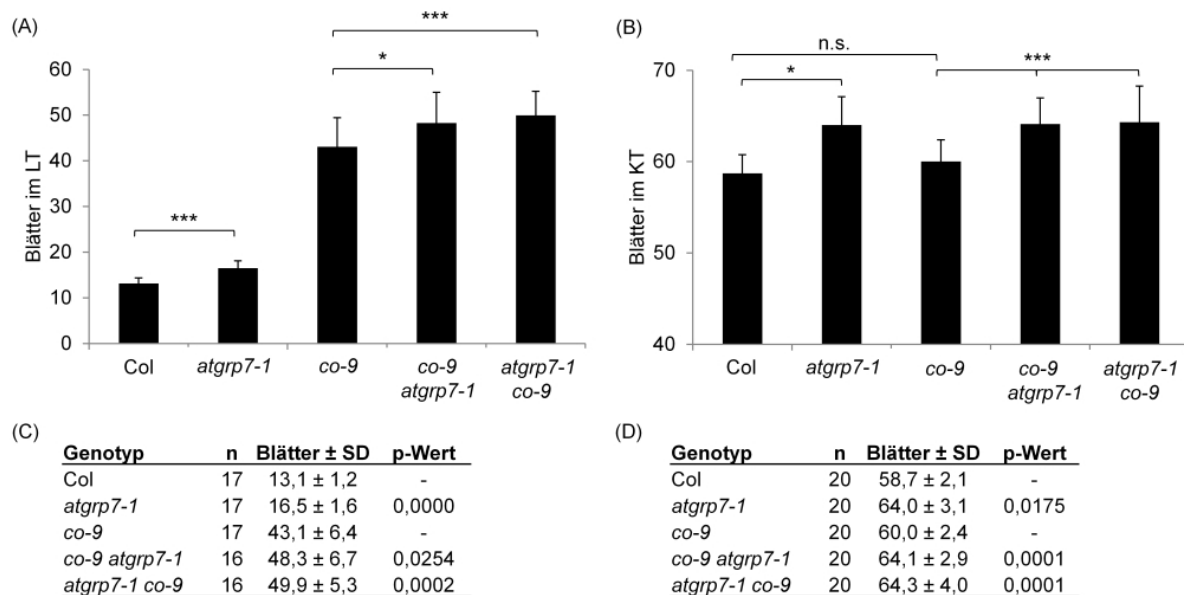 (A)
***
*
***
Blätter im LT
60
50
40
30
20
10
0
Col
atgrp7-1
co-9
co-9
atgrp7-1
atgrp7-1
co-9
(B)
n.s.
*
***
Blätter im KT
70
60
50
40
Col
atgrp7-1
co-9
co-9
atgrp7-1
atgrp7-1
co-9
(C)
Genotyp n Blätter ± SD p-Wert
Col 17 13,1 ± 1,2 -
atgrp7-1 17 16,5 ± 1,6 0,0000
co-9 17 43,1 ± 6,4 -
co-9 atgrp7-1 16 48,3 ± 6,7 0,0254
atgrp7-1 co-9 16 49,9 ± 5,3 0,0002
(D)
Genotyp n Blätter ± SD p-Wert
Col 20 58,7 ± 2,1 -
atgrp7-1 20 64,0 ± 3,1 0,0175
co-9 20 60,0 ± 2,4 -
co-9 atgrp7-1 20 64,1 ± 2,9 0,0001
atgrp7-1 co-9 20 64,3 ± 4,0 0,0001